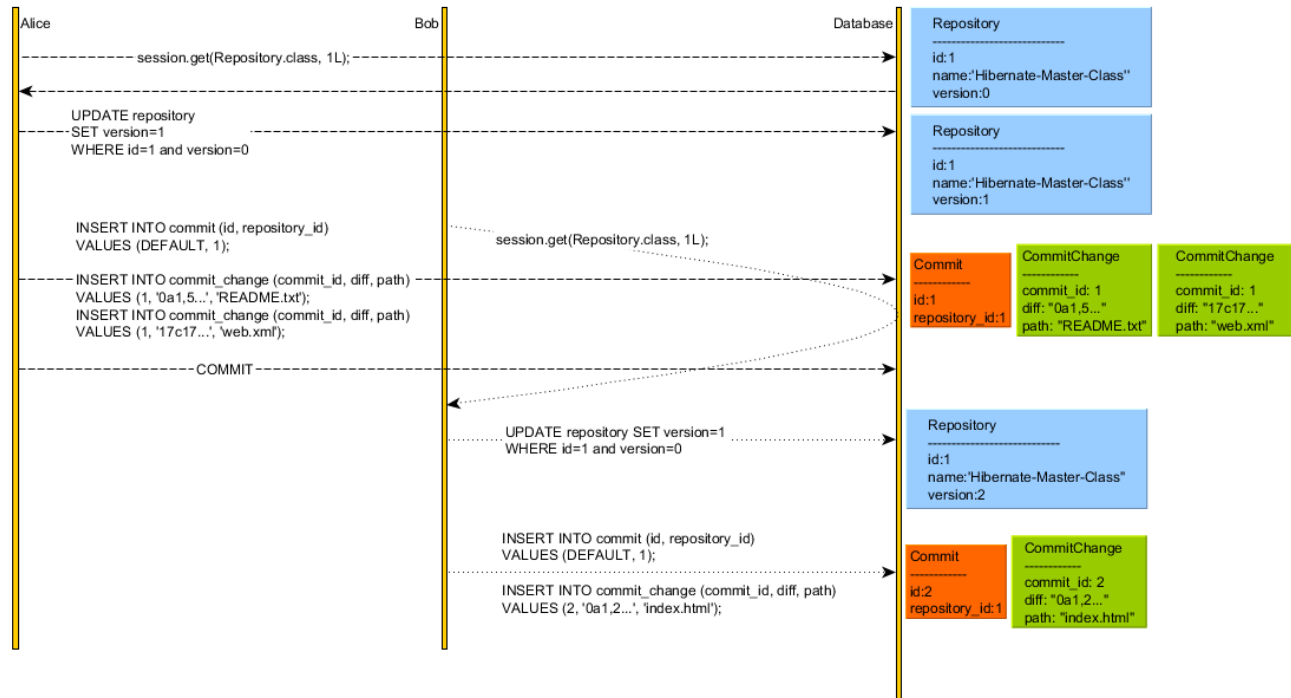 Alice
Bob
Database
session.get(Repository.class, 1L);
Repository
-----------------------------
id:1
name:'Hibernate-Master-Class''
version:0
UPDATE repository
SET version=1
WHERE id=1 and version=0
Repository
-----------------------------
id:1
name:'Hibernate-Master-Class''
version:1
INSERT INTO commit (id, repository_id)
VALUES (DEFAULT, 1);
session.get(Repository.class, 1L);
INSERT INTO commit_change (commit_id, diff, path)
VALUES (1, '0a1,5...', 'README.txt');
INSERT INTO commit_change (commit_id, diff, path)
VALUES (1, '17c17...', 'web.xml');
Commit
------------
id:1
repository_id:1
CommitChange
------------
commit_id: 1
diff: "0a1,5..."
path: "README.txt"
CommitChange
------------
commit_id: 1
diff: "17c17..."
path: "web.xml"
COMMIT
UPDATE repository SET version=1
WHERE id=1 and version=0
Repository
-----------------------------
id:1
name:'Hibernate-Master-Class"
version:2
INSERT INTO commit (id, repository_id)
VALUES (DEFAULT, 1);
INSERT INTO commit_change (commit_id, diff, path)
VALUES (2, '0a1,2...', 'index.html');
Commit
------------
id:2
repository_id:1
CommitChange
------------
commit_id: 2
diff: "0a1,2..."
path: "index.html"